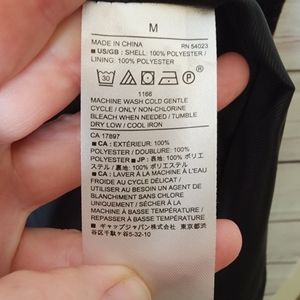 M
MADE IN CHINA RN 54023
■ US/GB : SHELL: 100% POLYESTER /
LINING: 100% POLYESTER
30
1166
MACHINE WASH COLD GENTLE
CYCLE / ONLY NON-CHLORINE
BLEACH WHEN NEEDED / TUMBLE
DRY LOW / COOL IRON
CA 17897
■ CA : EXTÉRIEUR: 100%
POLYESTER / DOUBLURE: 100%
POLYESTER ■ JP : 表地: 100% ポリエ
ステル / 裏地: 100% ポリエステル
■ CA : LAVER À LA MACHINE À L'EAU
FROIDE AU CYCLE DÉLICAT /
UTILISER AU BESOIN UN AGENT DE
BLANCHIMENT SANS CHLORE
UNIQUEMENT / SÉCHER À LA
MACHINE À BASSE TEMPÉRATURE /
REPASSER À BASSE TEMPÉRATURE
■ ギャップジャパン株式会社 東京都渋
谷区千駄ヶ谷5-32-10